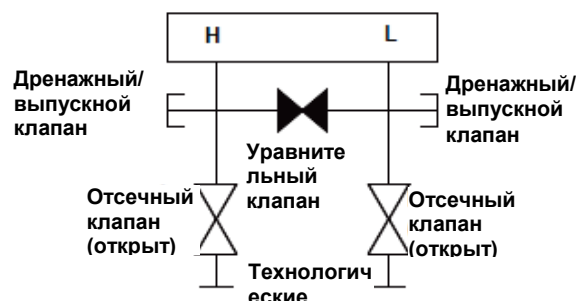 H L
Дренажный/
выпускной
клапан
Дренажный/
выпускной
клапан
Уравните
льный
клапан
Отсечный
клапан
(открыт)
Отсечный
клапан
(открыт)
Технологич
еские